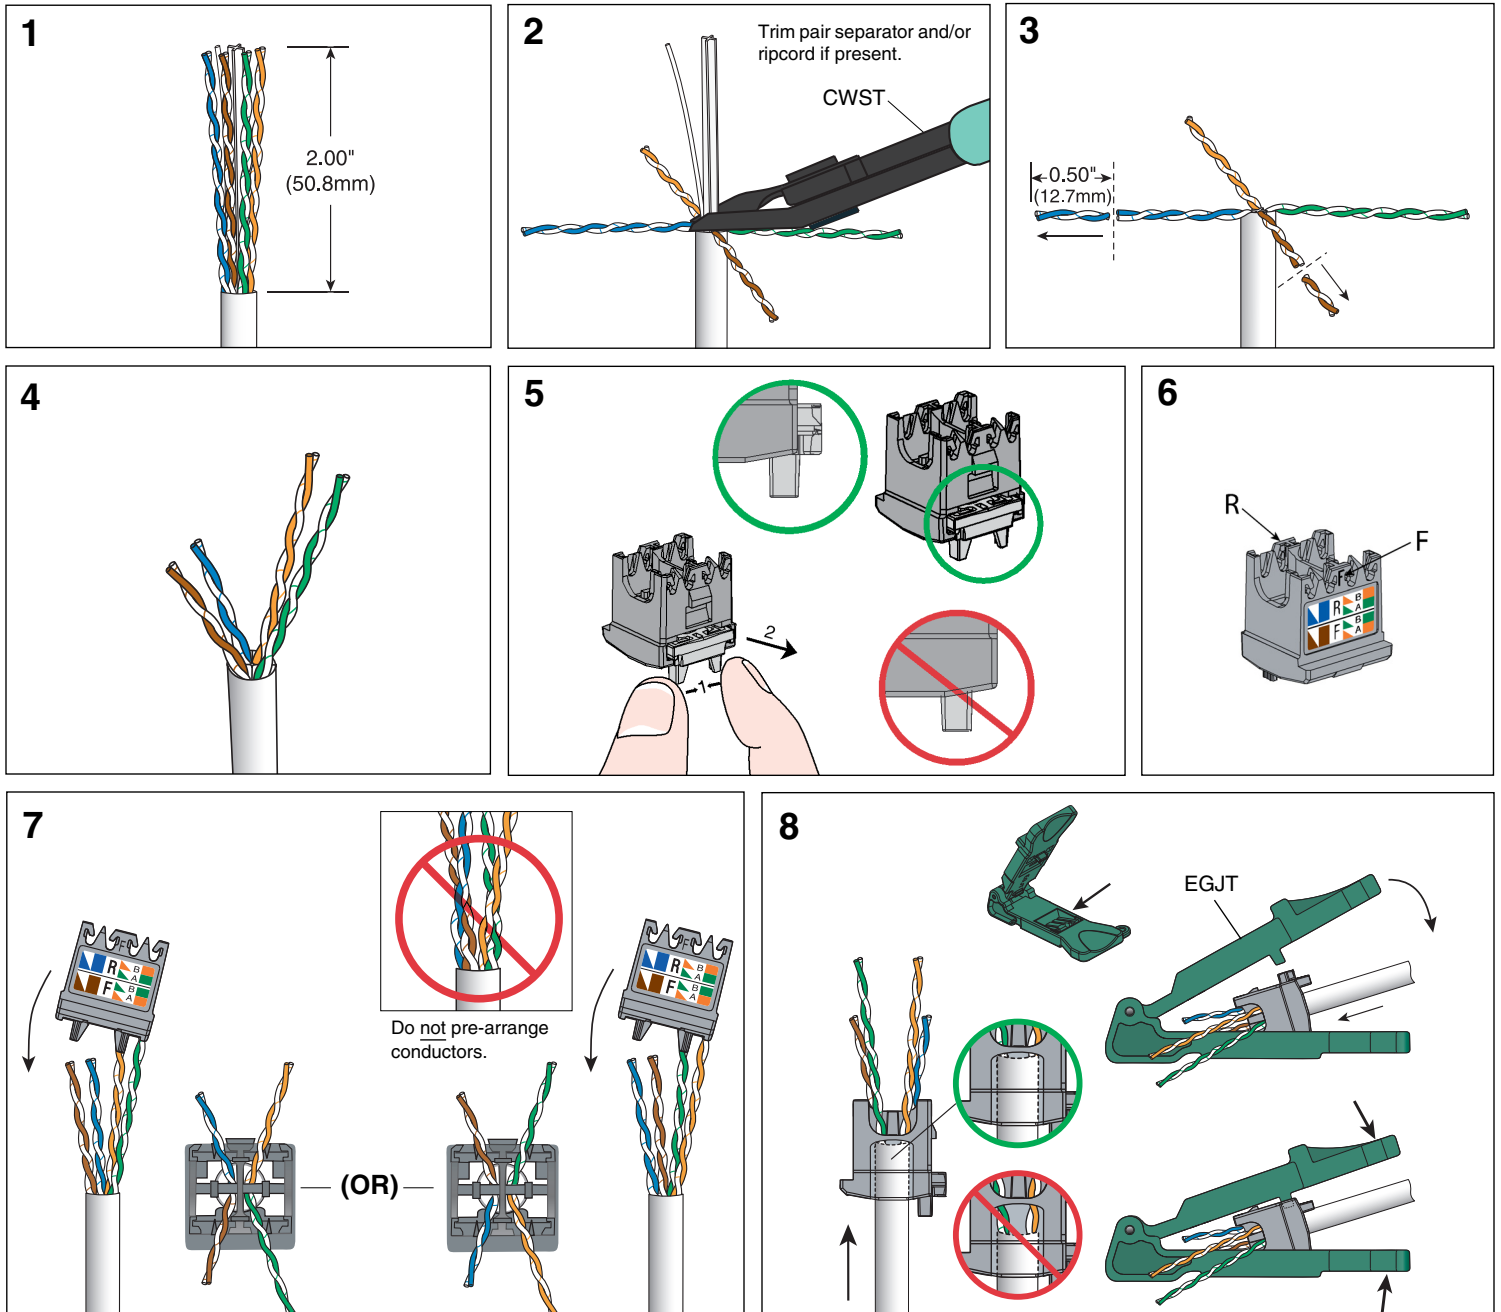 1
2.00"
(50.8mm)
2
Trim pair separator and/or
ripcord if present.
CWST
3
0.50"
(12.7mm)
4
5
2
1
6
R
F
F
R B
A
F B
A
7
F
R B
A
F B
A
Do not pre-arrange
conductors.
F
R B
A
F B
A
(OR)
8
EGJT